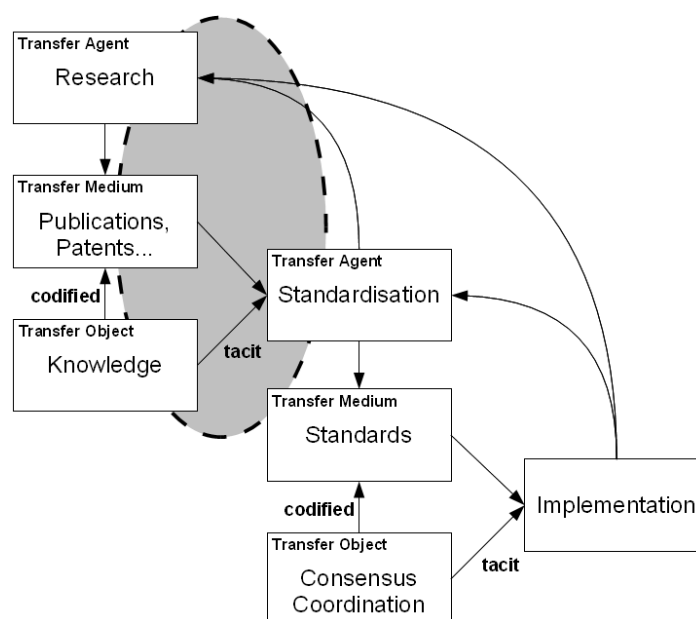 Transfer Agent
Research
Transfer Medium
Publications,
Patents...
codified
Transfer Object
Knowledge
tacit
Transfer Agent
Standardisation
Transfer Medium
Standards
codified
Transfer Object
Consensus
Coordination
tacit
Implementation